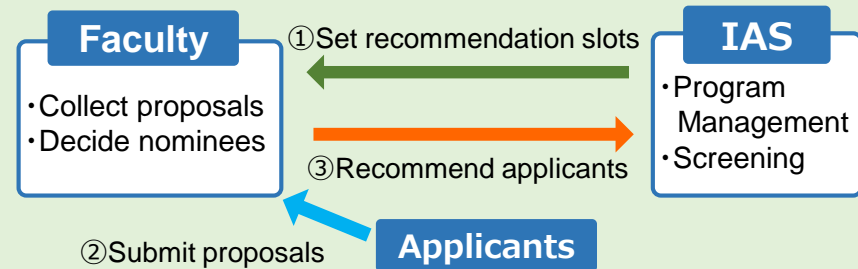 Faculty
・Collect proposals
・Decide nominees
①Set recommendation slots
③Recommend applicants
IAS
・Program
Management
・Screening
②Submit proposals
Applicants